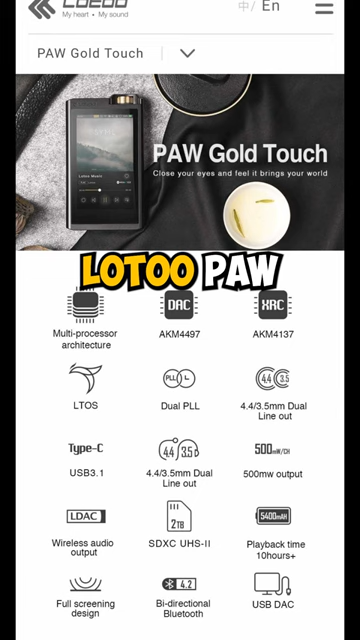 LOTOO
My heart • My sound
中/ En
PAW Gold Touch
PAW Gold Touch
Close your eyes and feel it brings your world
Lotoo Music
LOTOO PAW
DAC
XRC
Multi-processor
architecture
AKM4497
AKM4137
PLL
4.4 3.5
LTOS
Dual PLL
4.4/3.5mm Dual
Line out
Type-C
4.4 3.5
500mW/CH
USB3.1
4.4/3.5mm Dual
Line out
500mw output
LDAC
2TB
5400mAH
Wireless audio
output
SDXC UHS-II
Playback time
10hours+
4.2
Full screening
design
Bi-directional
Bluetooth
USB DAC